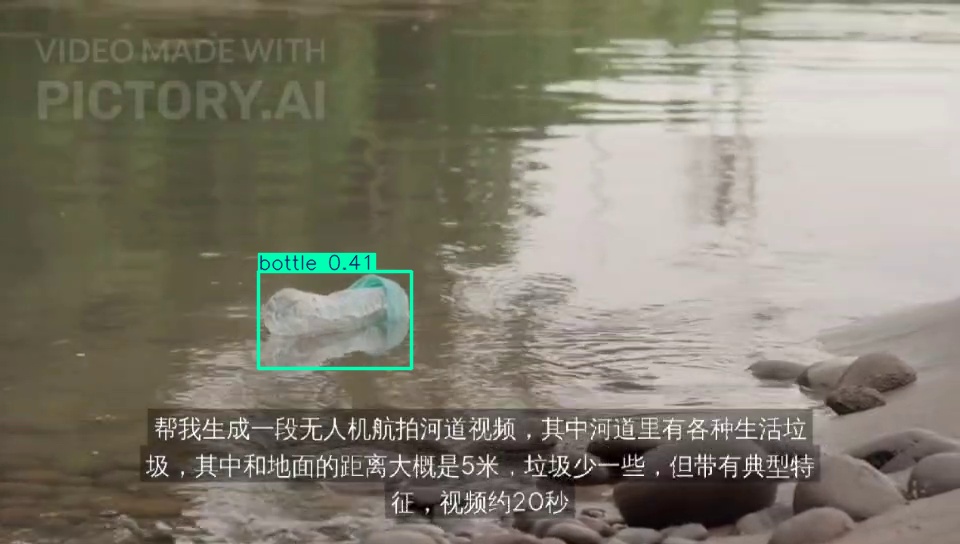 VIDEO MADE WITH
PICTORY.AI
bottle 0.41
帮我生成一段无人机航拍河道视频，其中河道里有各种生活垃
圾，其中和地面的距离大概是5米，垃圾少一些，但带有典型特
征，视频约20秒